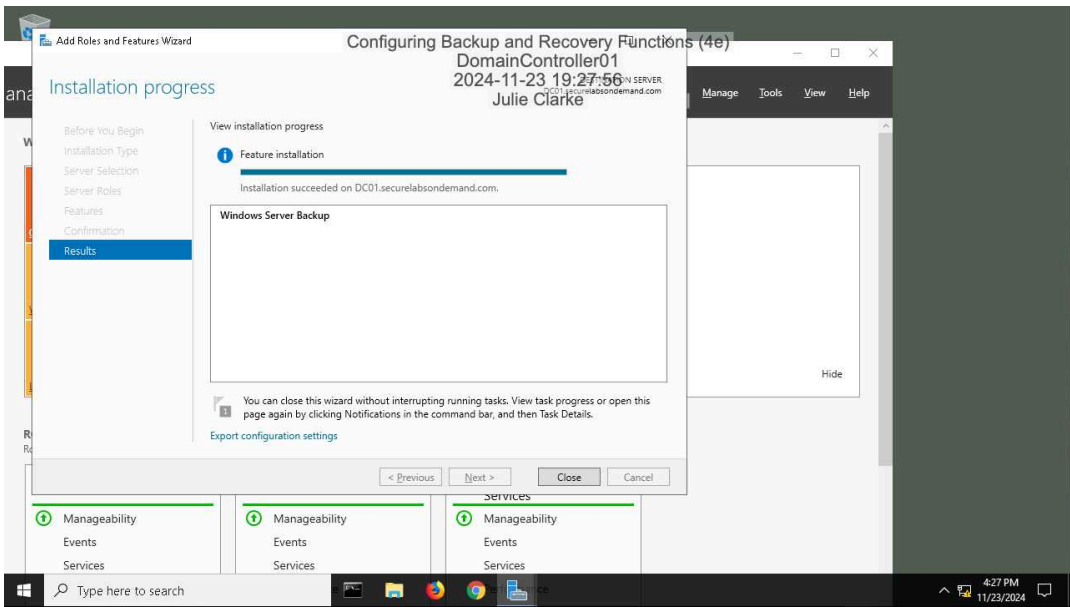 Add Roles and Features Wizard
Configuring Backup and Recovery Functions (4e)
DomainController01
2024-11-23 19:27:56
Julie Clarke
Installation progress
N SERVER
DC01.securelabsondemand.com
Manage Tools View Help
Before You Begin
Installation Type
Server Selection
Server Roles
Features
Confirmation
Results
View installation progress
Feature installation
Installation succeeded on DC01.securelabsondemand.com.
Windows Server Backup
Hide
You can close this wizard without interrupting running tasks. View task progress or open this
page again by clicking Notifications in the command bar, and then Task Details.
Export configuration settings
< Previous Next > Close Cancel
Services
Manageability Manageability Manageability
Events Events Events
Services Services Services
Type here to search
4:27 PM
11/23/2024